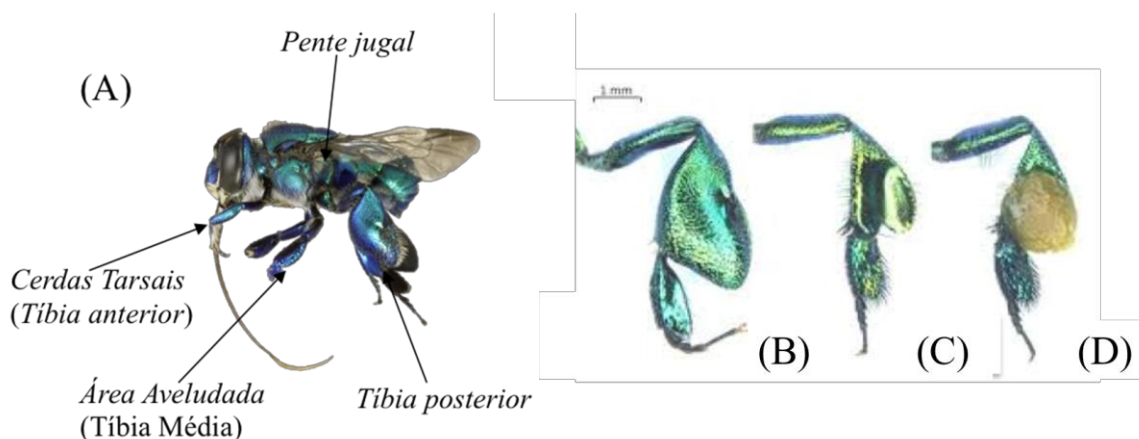 Pente jugal
(A)
1 mm
Cerdas Tarsais
(Tíbia anterior)
Área Aveludada
(Tíbia Média)
Tíbia posterior
(B)
(C)
(D)